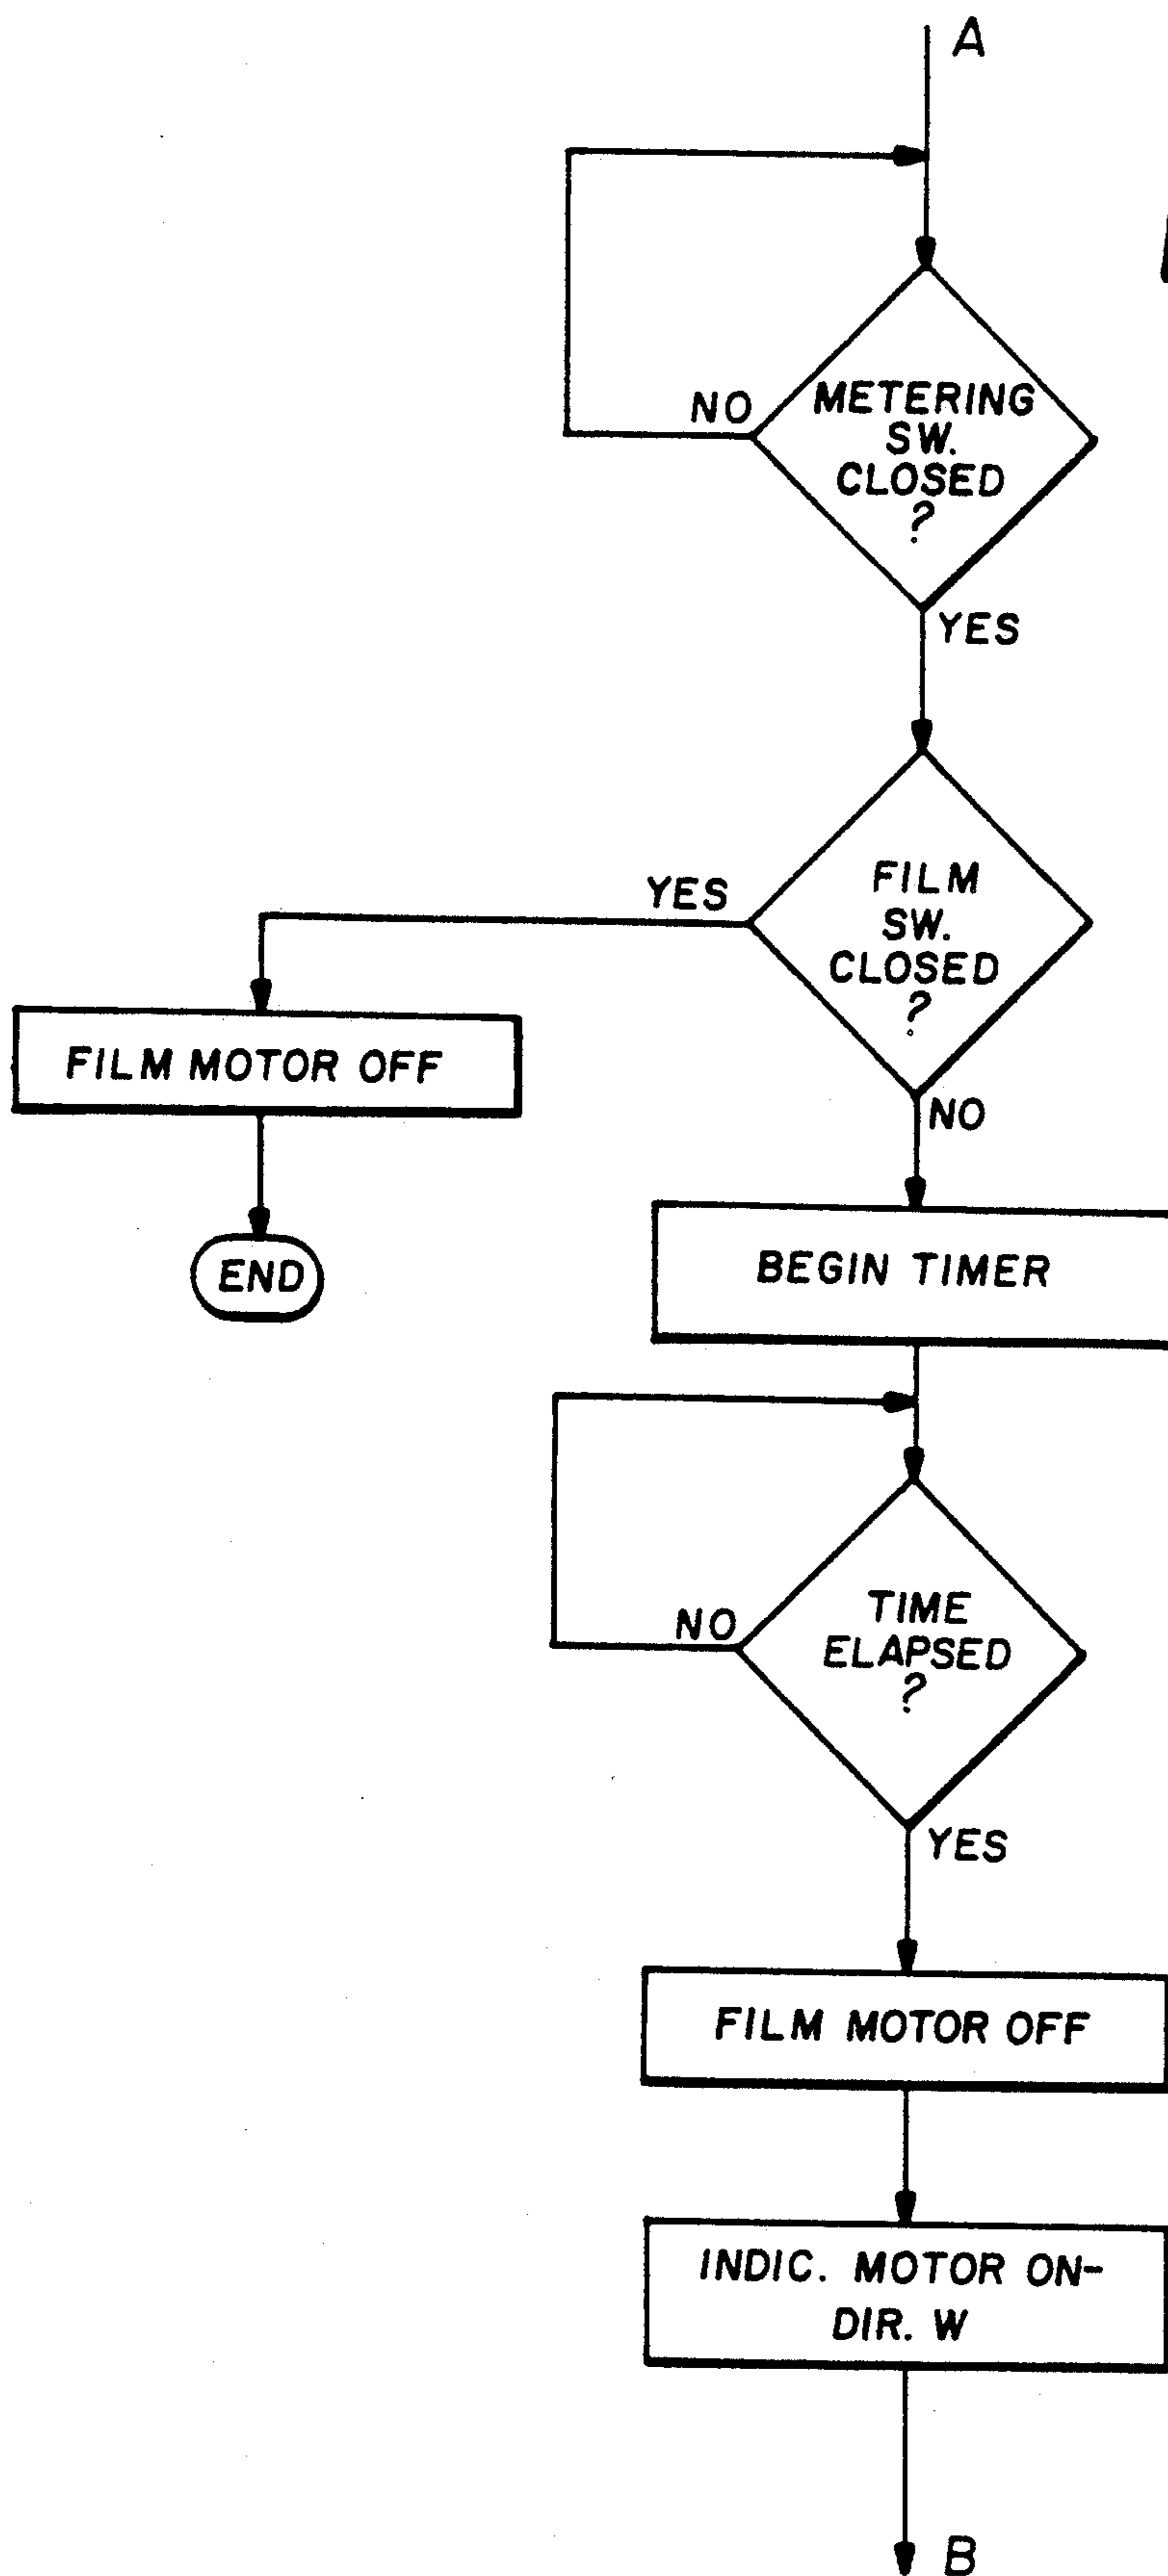 A
NO
METERING
SW.
CLOSED
?
YES
YES
FILM
SW.
CLOSED
?
FILM MOTOR OFF
NO
END
BEGIN TIMER
NO
TIME
ELAPSED
?
YES
FILM MOTOR OFF
INDIC. MOTOR ON-
DIR. W
B